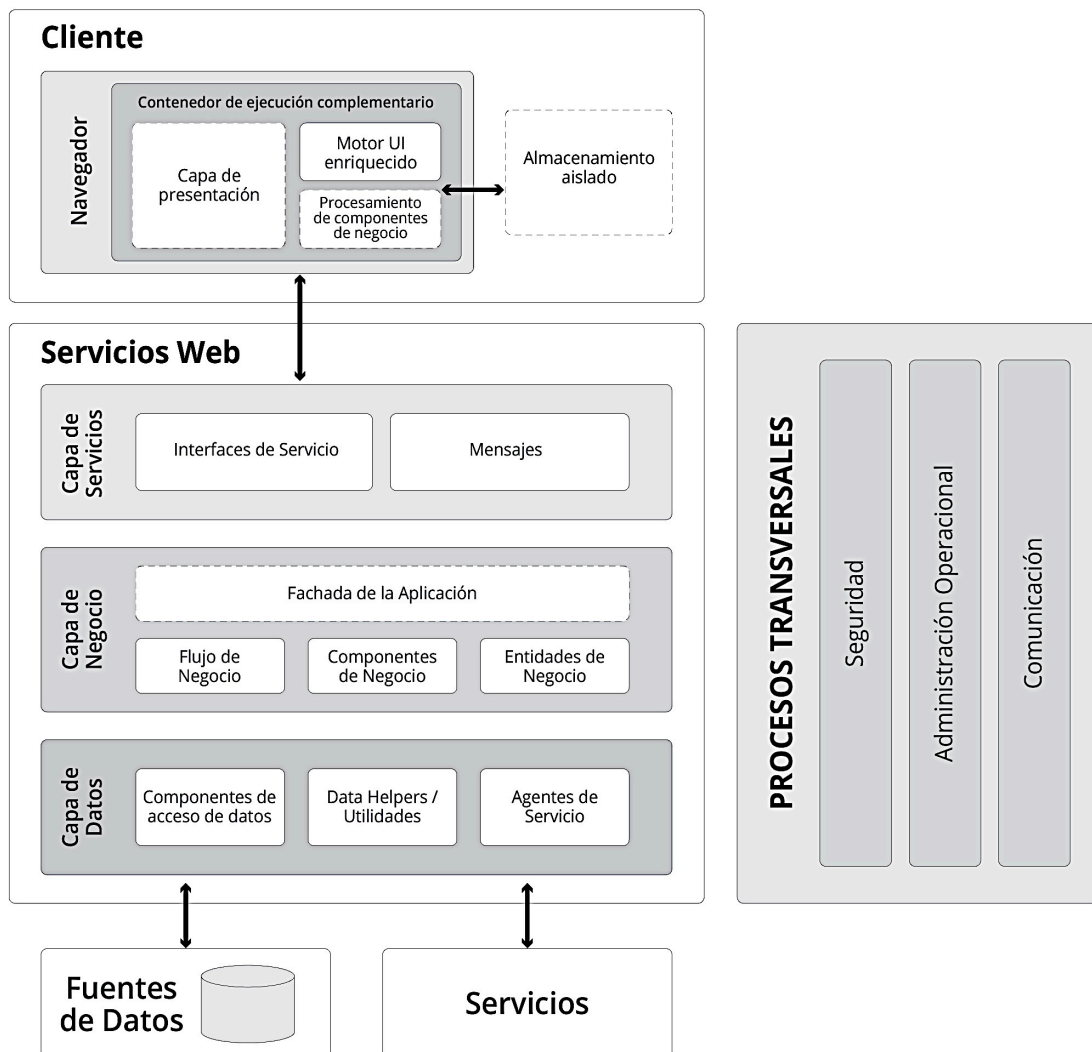 Cliente
Navegador
Contenedor de ejecución complementario
Capa de
presentación
Motor UI
enriquecido
Procesamiento
de componentes
de negocio
Almacenamiento
aislado
Servicios Web
Capa de
Servicios
Interfaces de Servicio
Mensajes
Capa de
Negocio
Fachada de la Aplicación
Flujo de
Negocio
Componentes
de Negocio
Entidades de
Negocio
Capa de
Datos
Componentes de
acceso de datos
Data Helpers /
Utilidades
Agentes de
Servicio
PROCESOS TRANSVERSALES
Seguridad
Administración Operacional
Comunicación
Fuentes
de Datos
Servicios